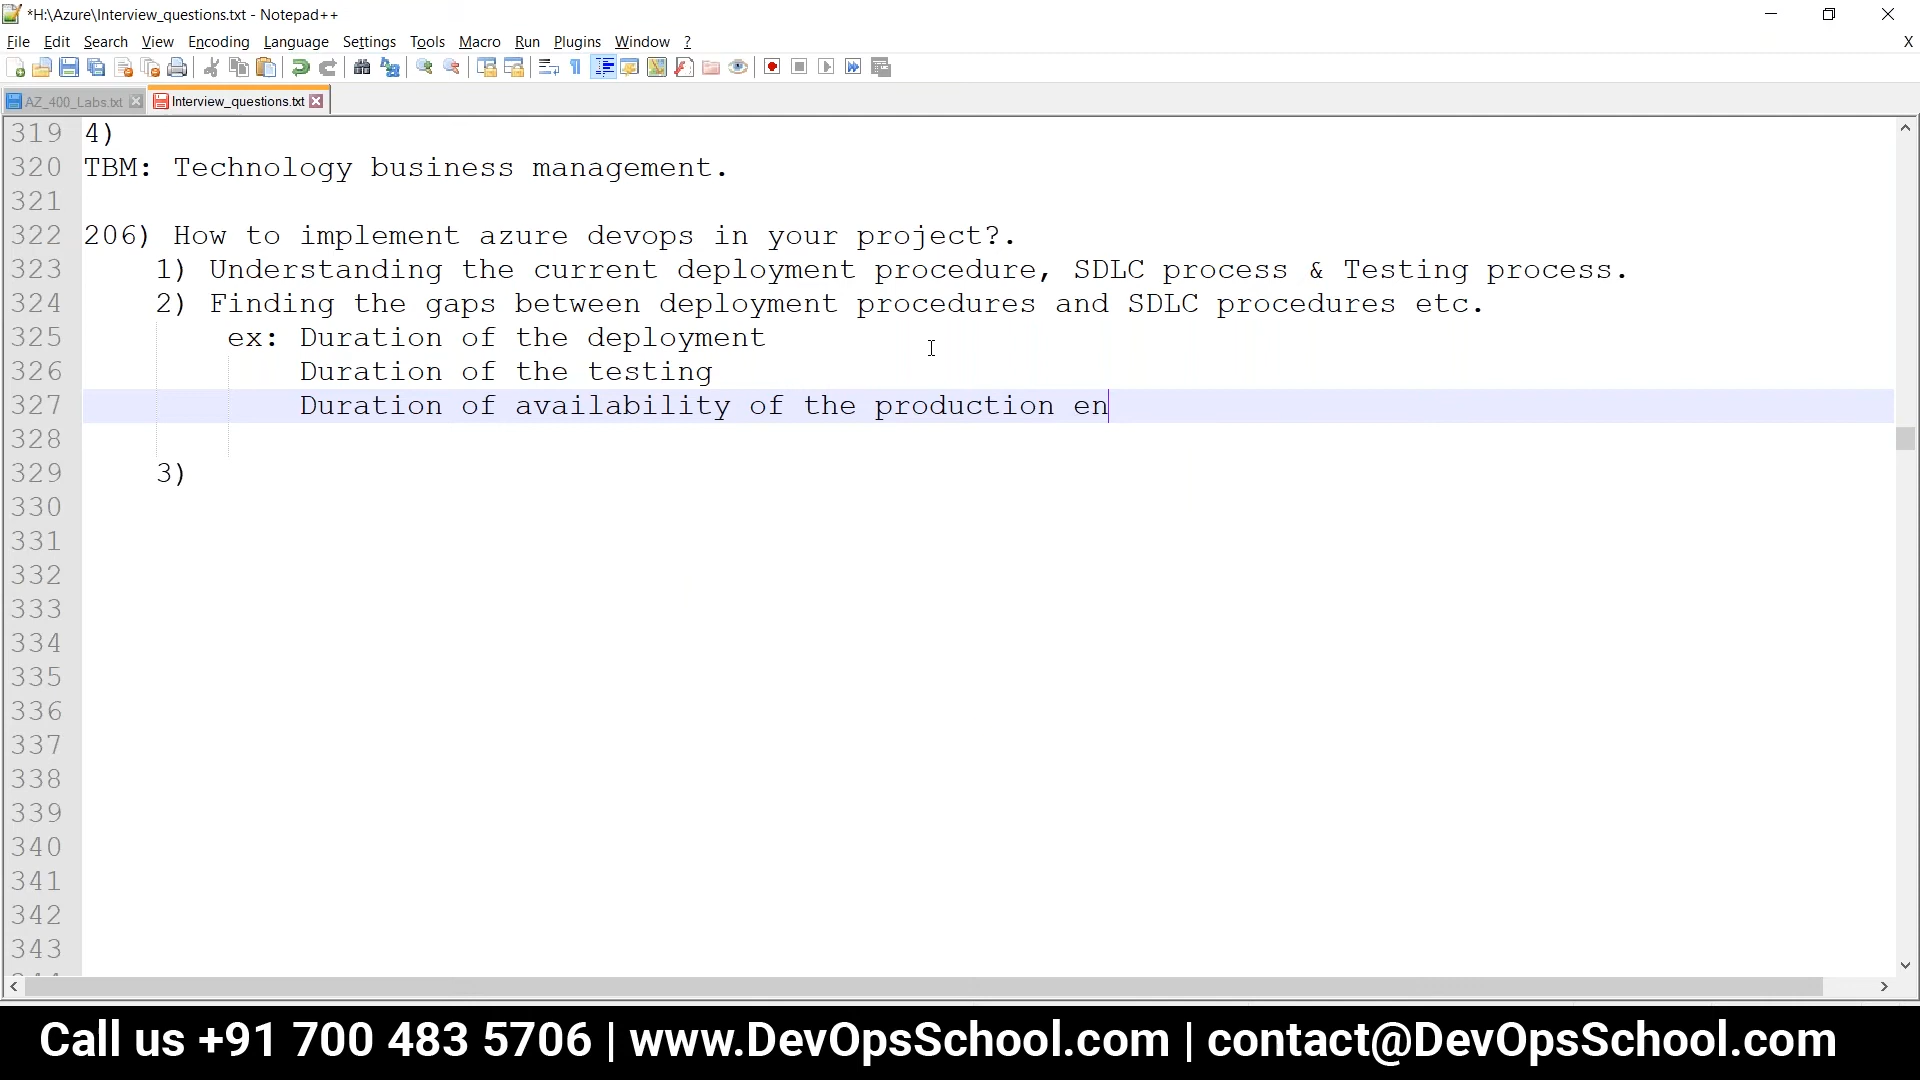 *H:\Azure\Interview_questions.txt - Notepad++
File Edit Search View Encoding Language Settings Tools Macro Run Plugins Window ?
X
AZ_400_Labs.txt Interview_questions.txt
319 4)
320 TBM: Technology business management.
321
322 206) How to implement azure devops in your project?.
323 1) Understanding the current deployment procedure, SDLC process & Testing process.
324 2) Finding the gaps between deployment procedures and SDLC procedures etc.
325 ex: Duration of the deployment
326 Duration of the testing
327 Duration of availability of the production en
328
329 3)
330
331
332
333
334
335
336
337
338
339
340
341
342
343
Call us +91 700 483 5706 | www.DevOpsSchool.com | contact@DevOpsSchool.com